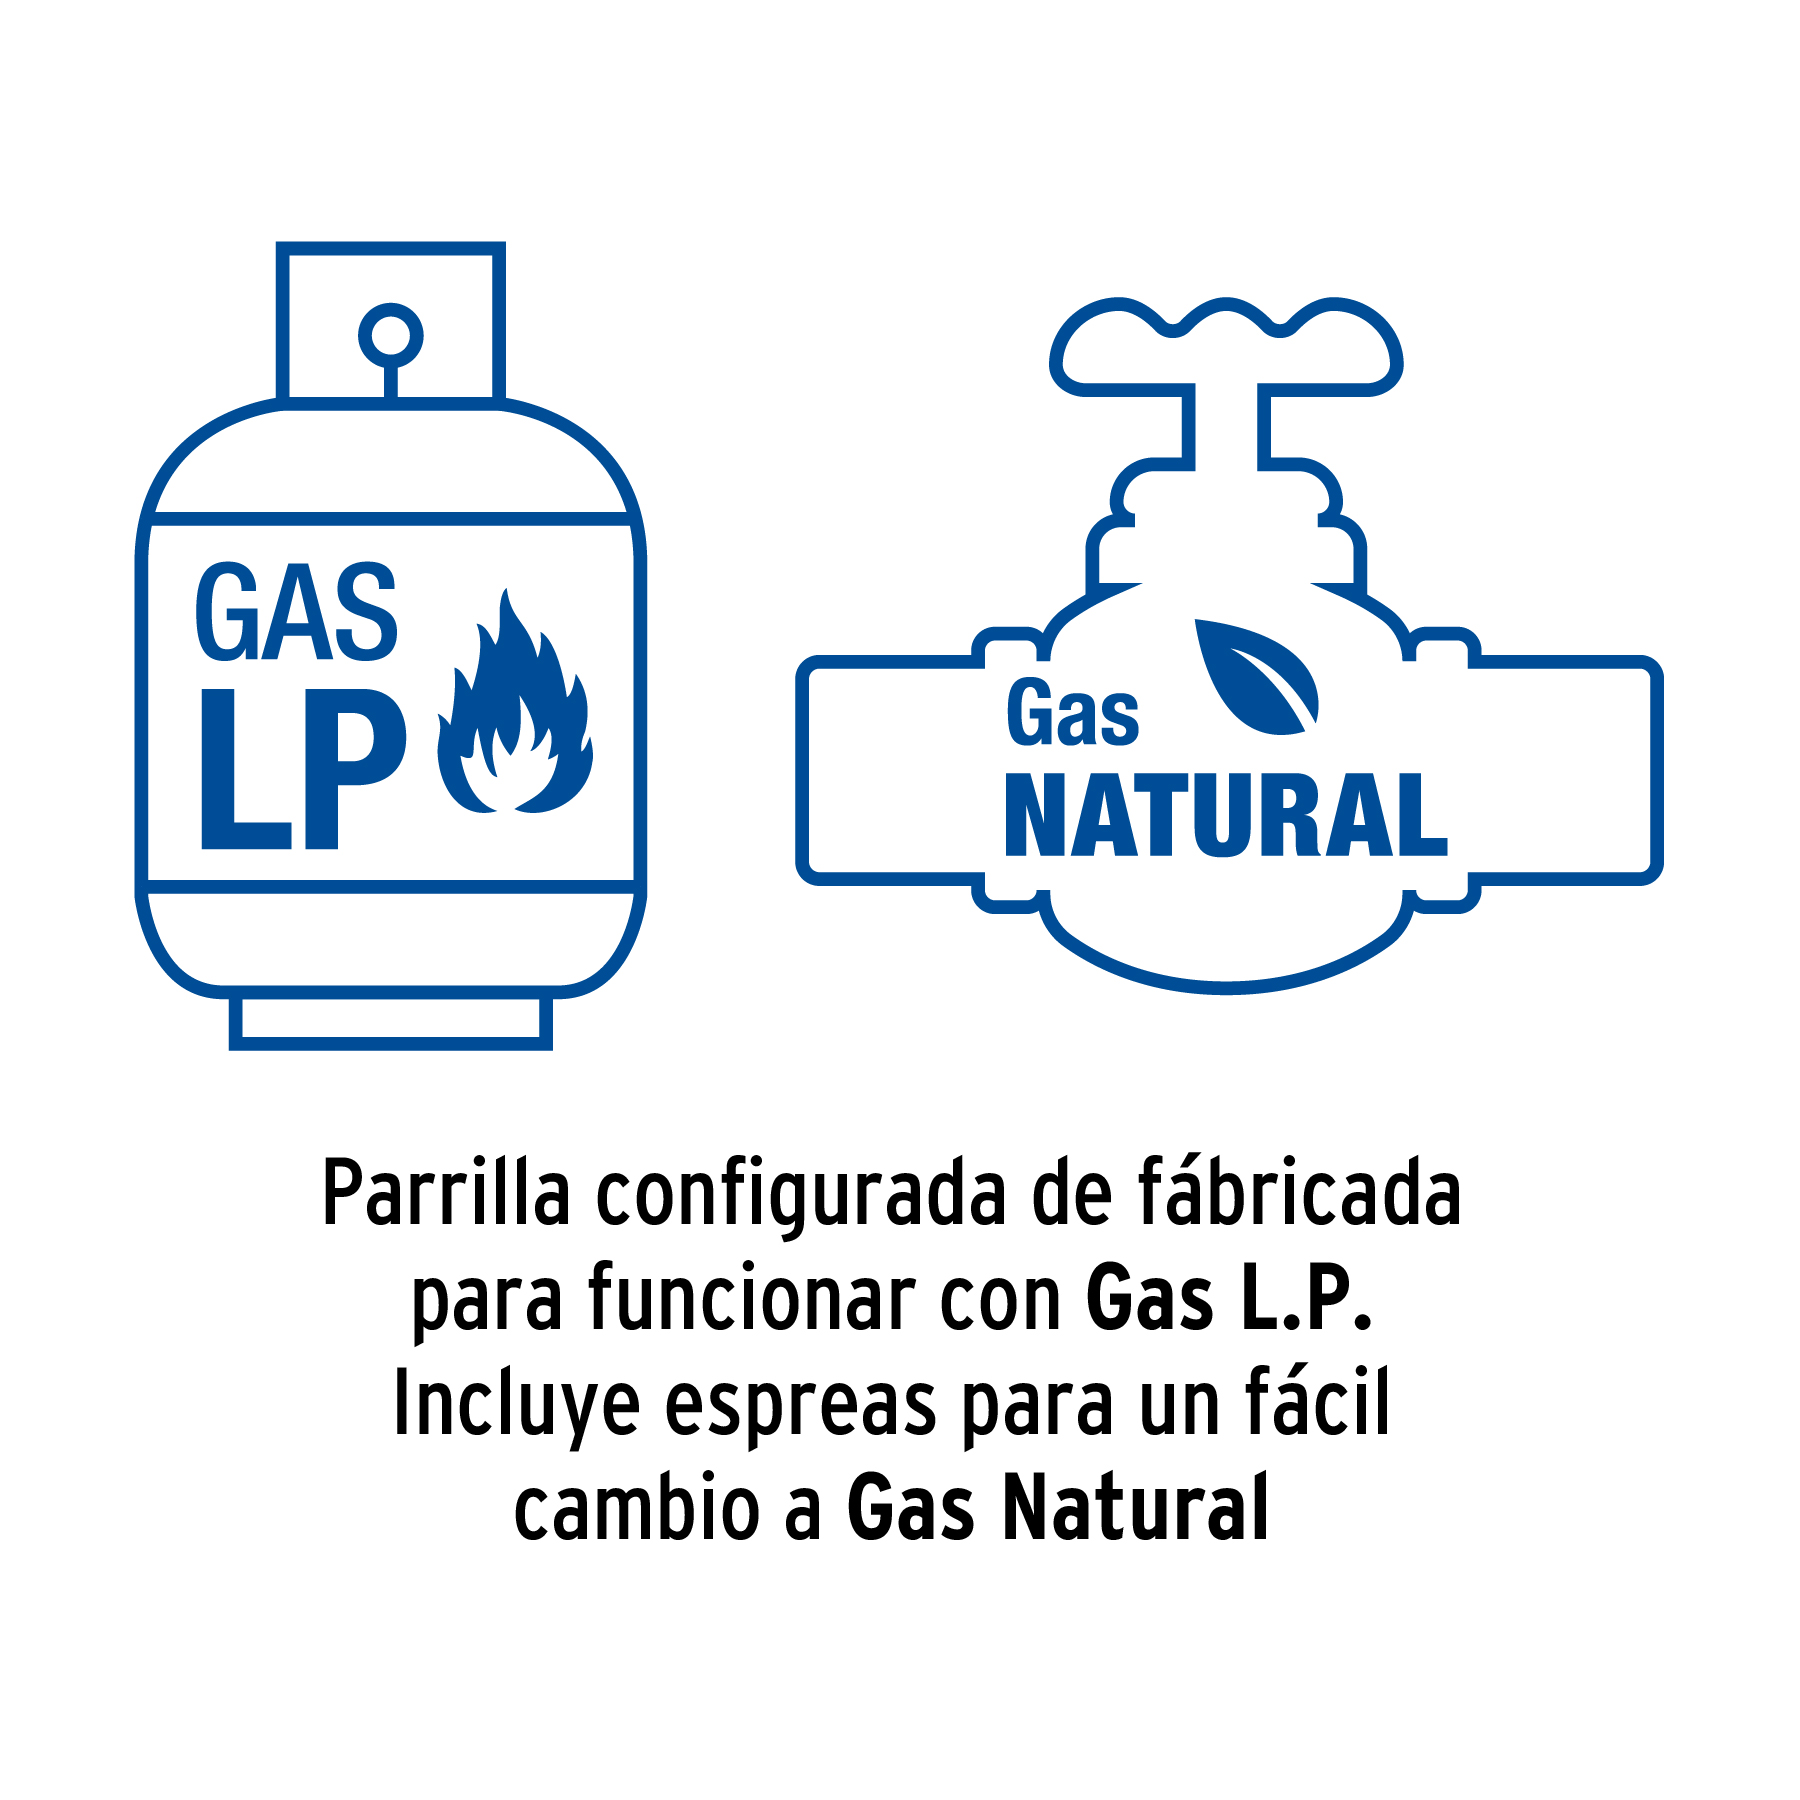 GAS
LP
Gas
NATURAL
Parrilla configurada de fábricada
para funcionar con Gas L.P.
Incluye espreas para un fácil
cambio a Gas Natural